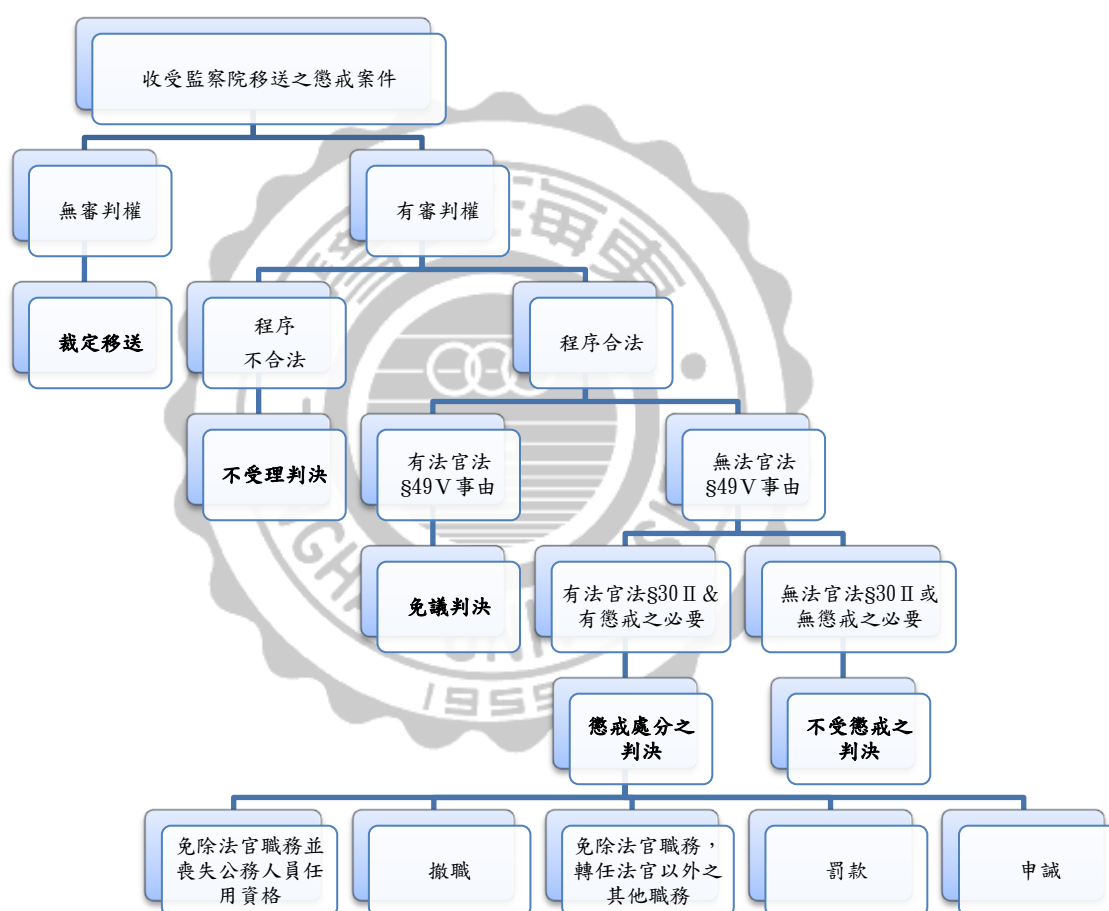 收受監察院移送之懲戒案件
無審判權
有審判權
裁定移送
程序
不合法
程序合法
不受理判決
有法官法
§49Ⅴ事由
無法官法
§49Ⅴ事由
免議判決
有法官法§30Ⅱ&
有懲戒之必要
無法官法§30Ⅱ或
無懲戒之必要
懲戒處分之
判決
不受懲戒之
判決
免除法官職務並
喪失公務人員任
用資格
撤職
免除法官職務，
轉任法官以外之
其他職務
罰款
申誡
1955